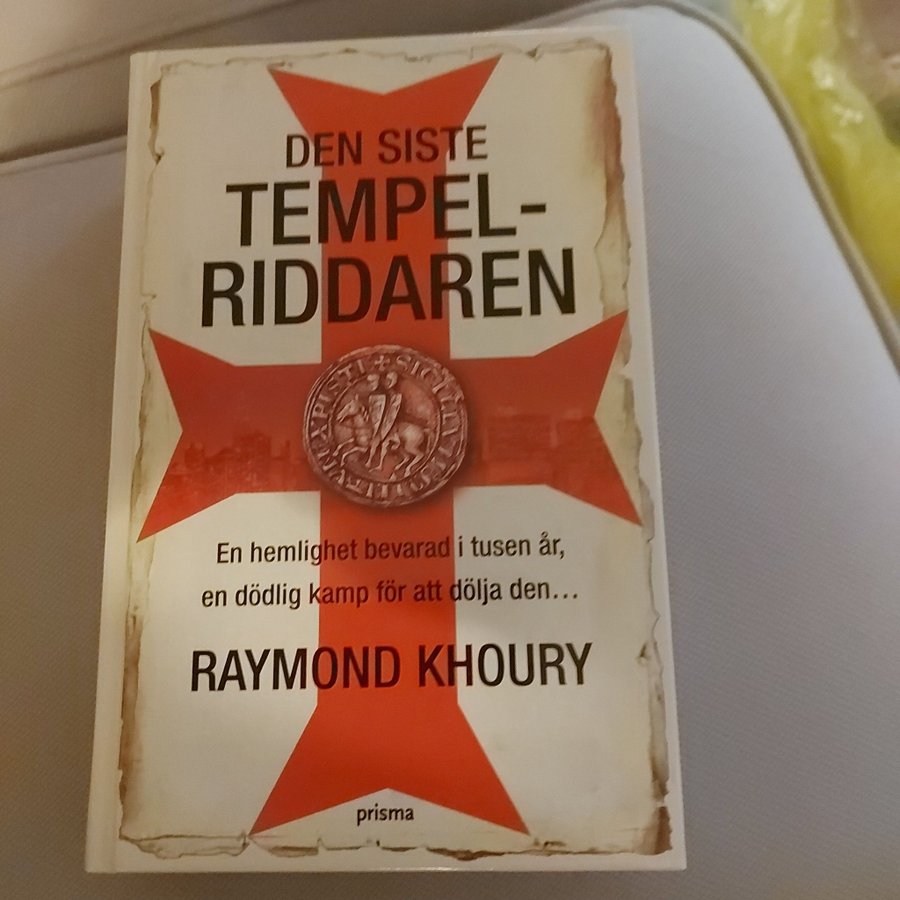 DEN SISTE
TEMPEL-
RIDDAREN
En hemlighet bevarad i tusen år,
en dödlig kamp för att dölja den...
RAYMOND KHOURY
prisma